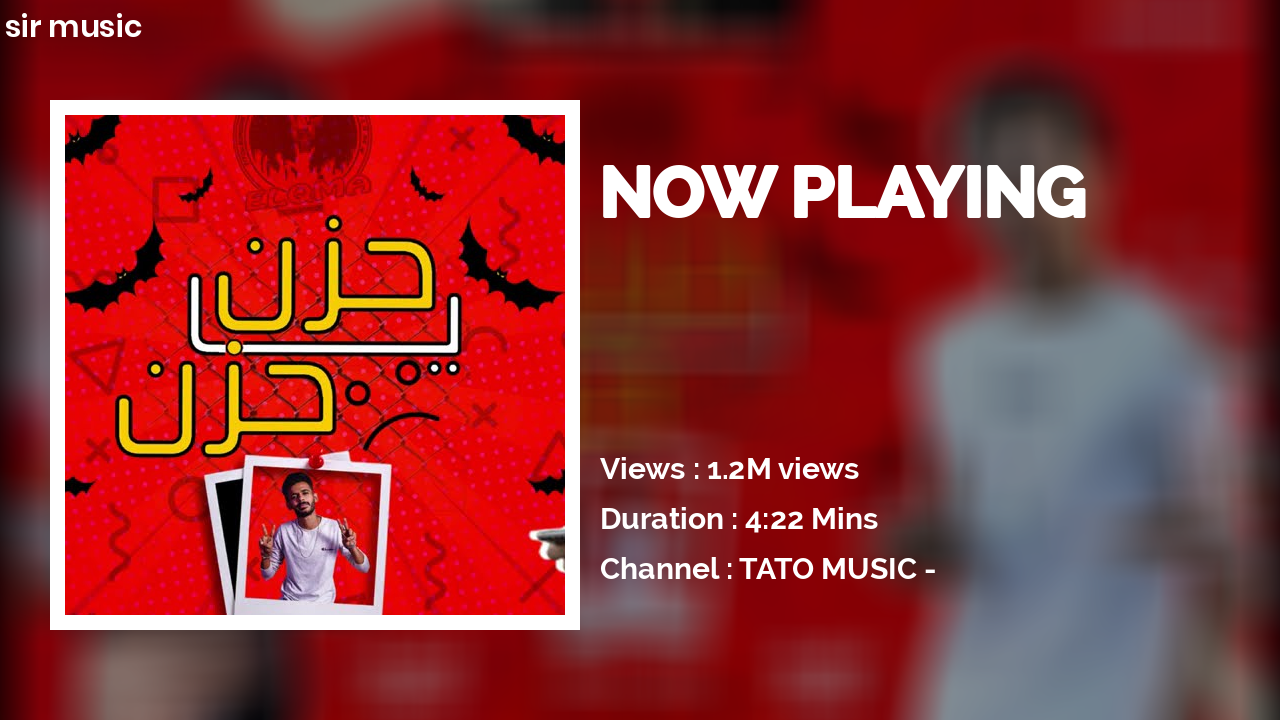 sir music
NOW PLAYING
حزن
يا
حزن
Views : 1.2M views
Duration : 4:22 Mins
Channel : TATO MUSIC -